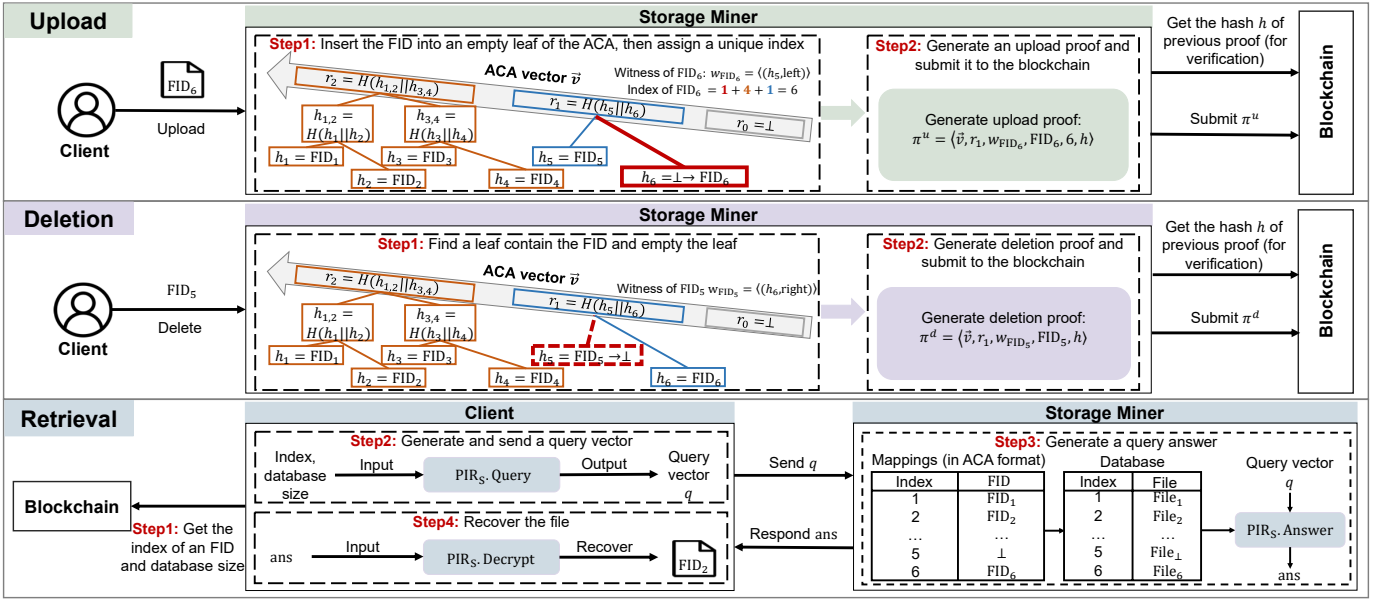 Upload
Storage Miner
FID₆
Upload
Client
Step1: Insert the FID into an empty leaf of the ACA, then assign a unique index
ACA vector v⃗
Witness of FID₆: w_FID₆ = ⟨(h₅,left)⟩
Index of FID₆ = 1 + 4 + 1 = 6
r₂ = H(h₁,₂||h₃,₄)
r₁ = H(h₅||h₆)
r₀ =⊥
h₁,₂ =
H(h₁||h₂)
h₃,₄ =
H(h₃||h₄)
h₁ = FID₁
h₃ = FID₃
h₅ = FID₅
h₂ = FID₂
h₄ = FID₄
h₆ =⊥→ FID₆
Step2: Generate an upload proof and
submit it to the blockchain
Generate upload proof:
πᵘ = ⟨v⃗, r₁, w_FID₆, FID₆, 6, h⟩
Get the hash h of
previous proof (for
verification)
Submit πᵘ
Blockchain
Deletion
Storage Miner
FID₅
Delete
Client
Step1: Find a leaf contain the FID and empty the leaf
ACA vector v⃗
Witness of FID₅ w_FID₅ = ⟨(h₆,right)⟩
r₂ = H(h₁,₂||h₃,₄)
r₁ = H(h₅||h₆)
r₀ =⊥
h₁,₂ =
H(h₁||h₂)
h₃,₄ =
H(h₃||h₄)
h₁ = FID₁
h₃ = FID₃
h₅ = FID₅ →⊥
h₂ = FID₂
h₄ = FID₄
h₆ = FID₆
Step2: Generate deletion proof and
submit to the blockchain
Generate deletion proof:
πᵈ = ⟨v⃗, r₁, w_FID₅, FID₅, h⟩
Get the hash h of
previous proof (for
verification)
Submit πᵈ
Blockchain
Retrieval
Blockchain
Step1: Get the
index of an FID
and database size
Client
Step2: Generate and send a query vector
Index,
database
size
Input
PIR_S. Query
Output
Query
vector
q
Step4: Recover the file
ans
Input
PIR_S. Decrypt
Recover
FID₂
Send q
Respond ans
Storage Miner
Step3: Generate a query answer
Mappings (in ACA format)
Index FID
1 FID₁
2 FID₂
... ...
5 ⊥
6 FID₆
Database
Index File
1 File₁
2 File₂
... ...
5 File_⊥
6 File₆
Query vector
q
PIR_S. Answer
ans